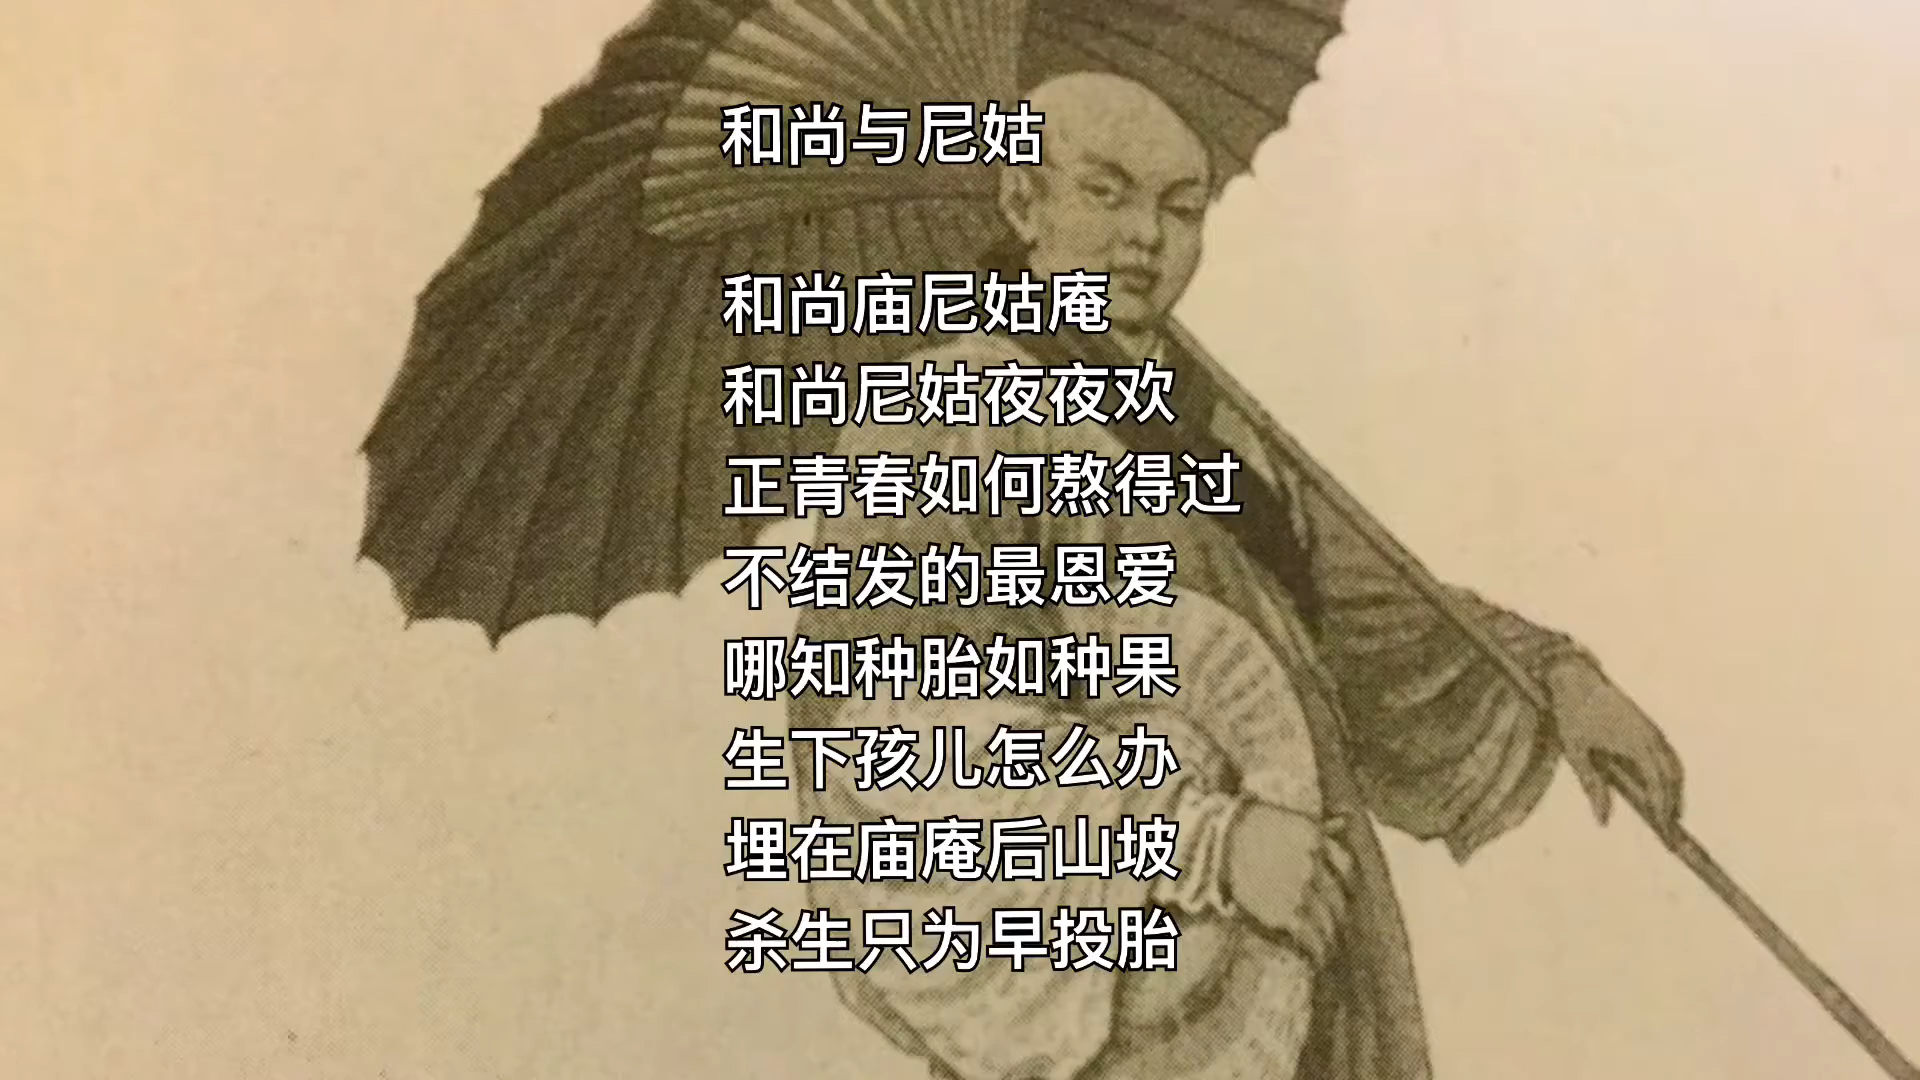 和尚与尼姑
和尚庙尼姑庵
和尚尼姑夜夜欢
正青春如何熬得过
不结发的最恩爱
哪知种胎如种果
生下孩儿怎么办
埋在庙庵后山坡
杀生只为早投胎